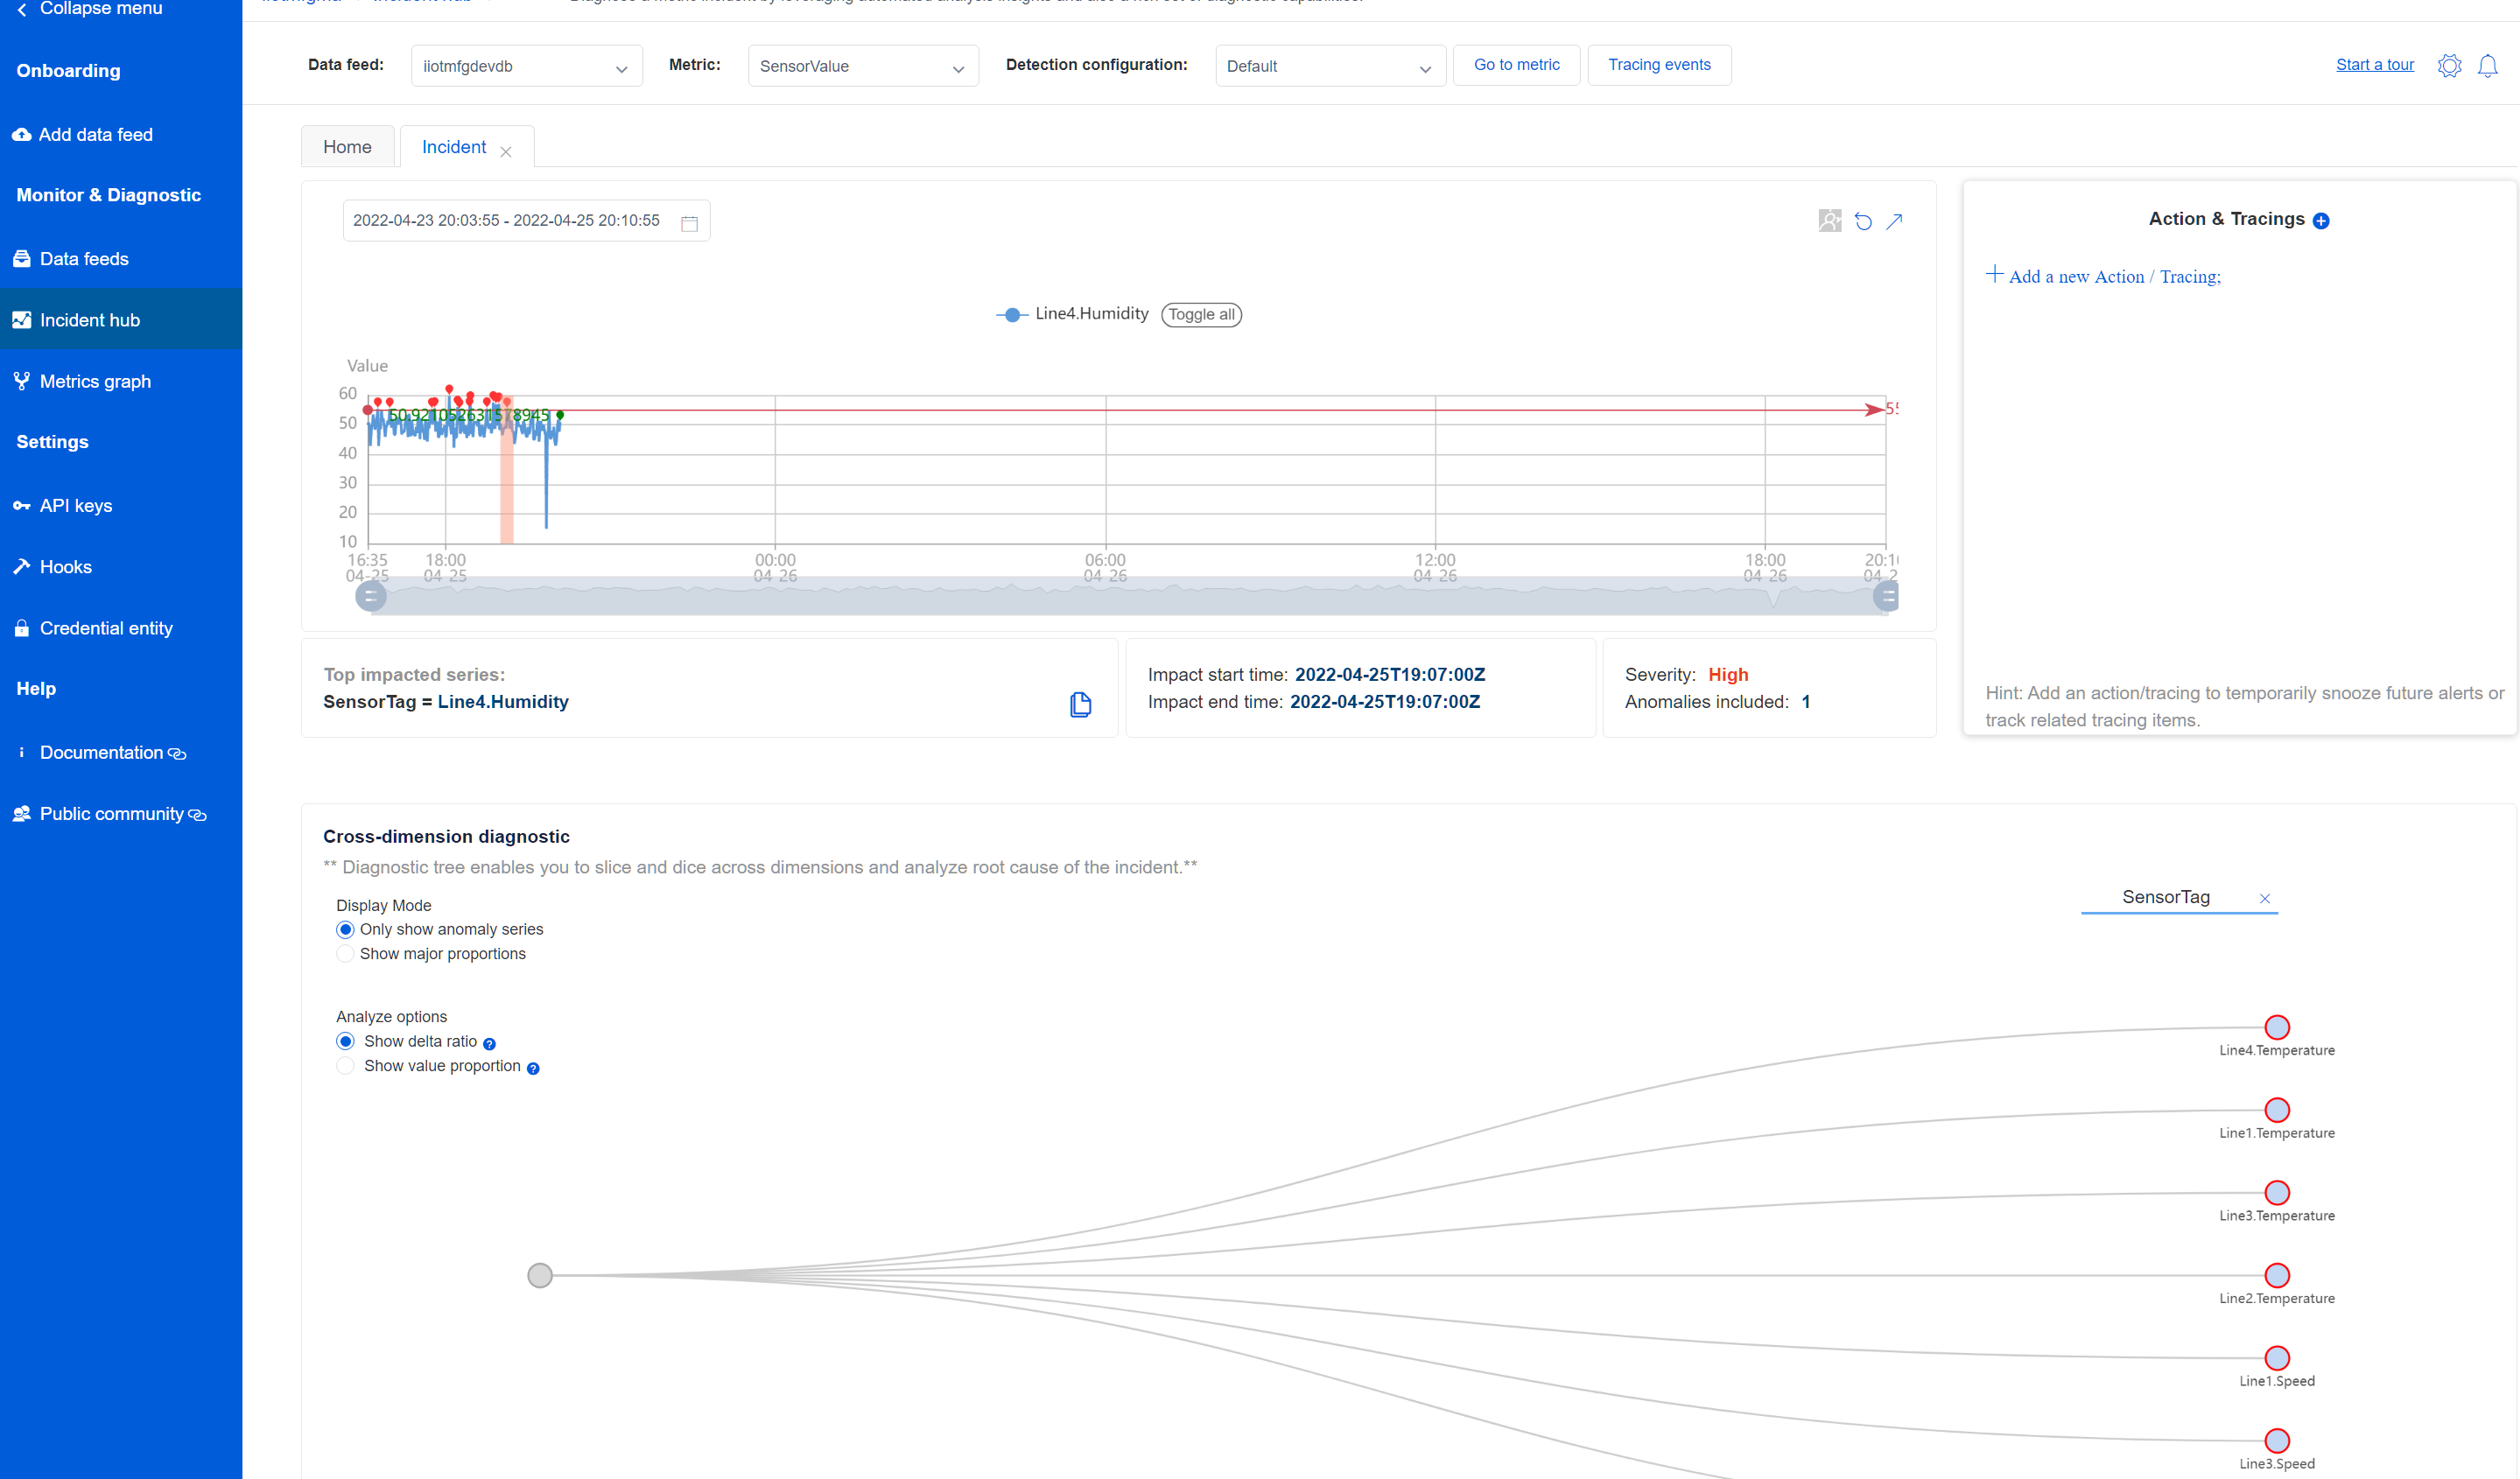 Collapse menu
Onboarding
Add data feed
Monitor & Diagnostic
Data feeds
Incident hub
Metrics graph
Settings
API keys
Hooks
Credential entity
Help
Documentation
Public community
Data feed:
iiotmfgdevdb
Metric:
SensorValue
Detection configuration:
Default
Go to metric
Tracing events
Start a tour
Home
Incident
2022-04-23 20:03:55 - 2022-04-25 20:10:55
Line4.Humidity
Toggle all
Value
60
50
40
30
20
10
50.921052631578945
55
16:35
04-25
18:00
04-25
00:00
04-26
06:00
04-26
12:00
04-26
18:00
04-26
20:1
04-2
Top impacted series:
SensorTag = Line4.Humidity
Impact start time: 2022-04-25T19:07:00Z
Impact end time: 2022-04-25T19:07:00Z
Severity: High
Anomalies included: 1
Action & Tracings
Add a new Action / Tracing;
Hint: Add an action/tracing to temporarily snooze future alerts or
track related tracing items.
Cross-dimension diagnostic
** Diagnostic tree enables you to slice and dice across dimensions and analyze root cause of the incident.**
Display Mode
Only show anomaly series
Show major proportions
Analyze options
Show delta ratio
Show value proportion
SensorTag
Line4.Temperature
Line1.Temperature
Line3.Temperature
Line2.Temperature
Line1.Speed
Line3.Speed